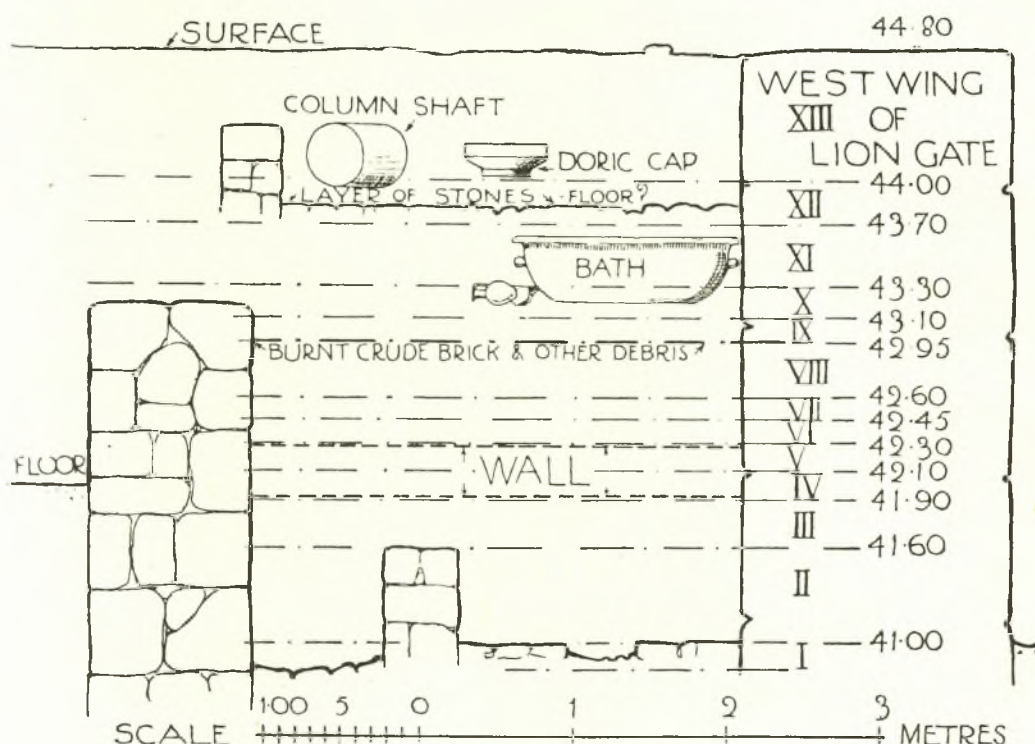 SURFACE
44·80
WEST WING
XIII OF
LION GATE
COLUMN SHAFT
DORIC CAP
44·00
LAYER OF STONES · FLOOR?
XII
43·70
BATH
XI
43·30
X
43·10
IX
42·95
BURNT CRUDE BRICK & OTHER DEBRIS
VIII
42·60
VII
42·45
VI
42·30
FLOOR
WALL
V
42·10
IV
41·90
III
41·60
II
41·00
I
1·00 5 0 1 2 3
SCALE METRES